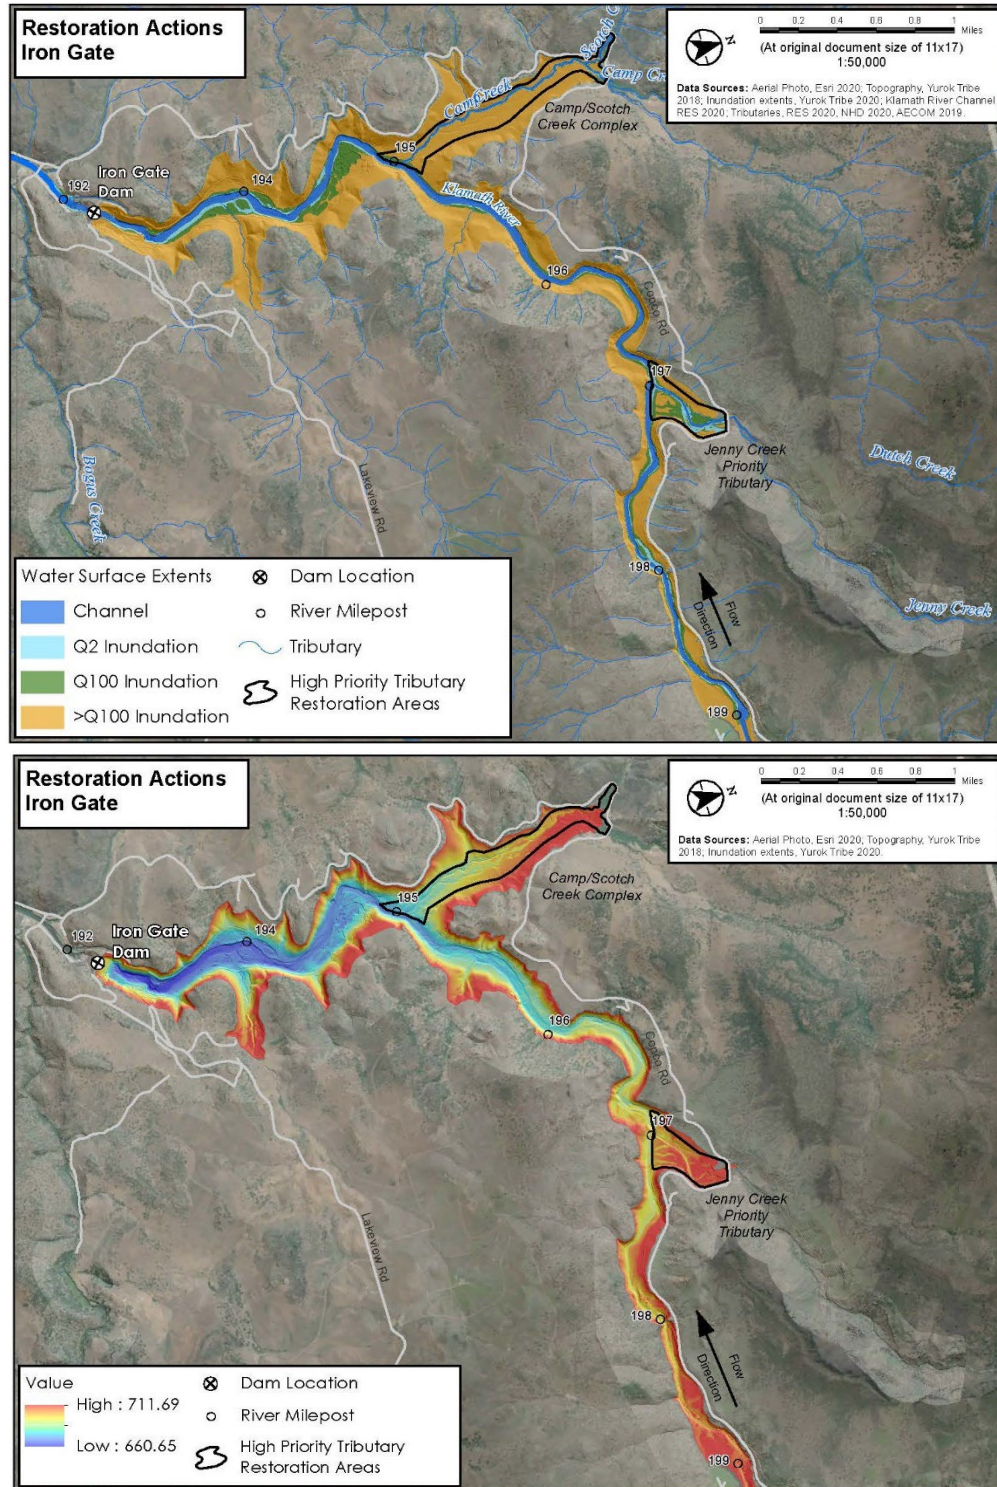 Restoration Actions
Iron Gate
0 0.2 0.4 0.6 0.8 1
Miles
N
(At original document size of 11x17)
1:50,000
Data Sources: Aerial Photo, Esri 2020; Topography, Yurok Tribe
2018; Inundation extents, Yurok Tribe 2020; Klamath River Channel
RES 2020; Tributaries, RES 2020, NHD 2020, AECOM 2019.
Scotch C
Camp Cr
Camp/Scotch
Creek Complex
195
Iron Gate
Dam
192
194
Klamath River
196
Copco Rd
197
Jenny Creek
Priority
Tributary
Dutch Creek
Bogus Creek
Lakeview Rd
198
Flow
Direction
Jenny Creek
199
Water Surface Extents
Channel
Q2 Inundation
Q100 Inundation
>Q100 Inundation
Dam Location
River Milepost
Tributary
High Priority Tributary
Restoration Areas
Restoration Actions
Iron Gate
0 0.2 0.4 0.6 0.8 1
Miles
N
(At original document size of 11x17)
1:50,000
Data Sources: Aerial Photo, Esri 2020; Topography, Yurok Tribe
2018; Inundation extents, Yurok Tribe 2020.
Camp/Scotch
Creek Complex
195
Iron Gate
Dam
192
194
196
Copco Rd
197
Jenny Creek
Priority
Tributary
Lakeview Rd
198
Flow
Direction
199
Value
High : 711.69
Low : 660.65
Dam Location
River Milepost
High Priority Tributary
Restoration Areas